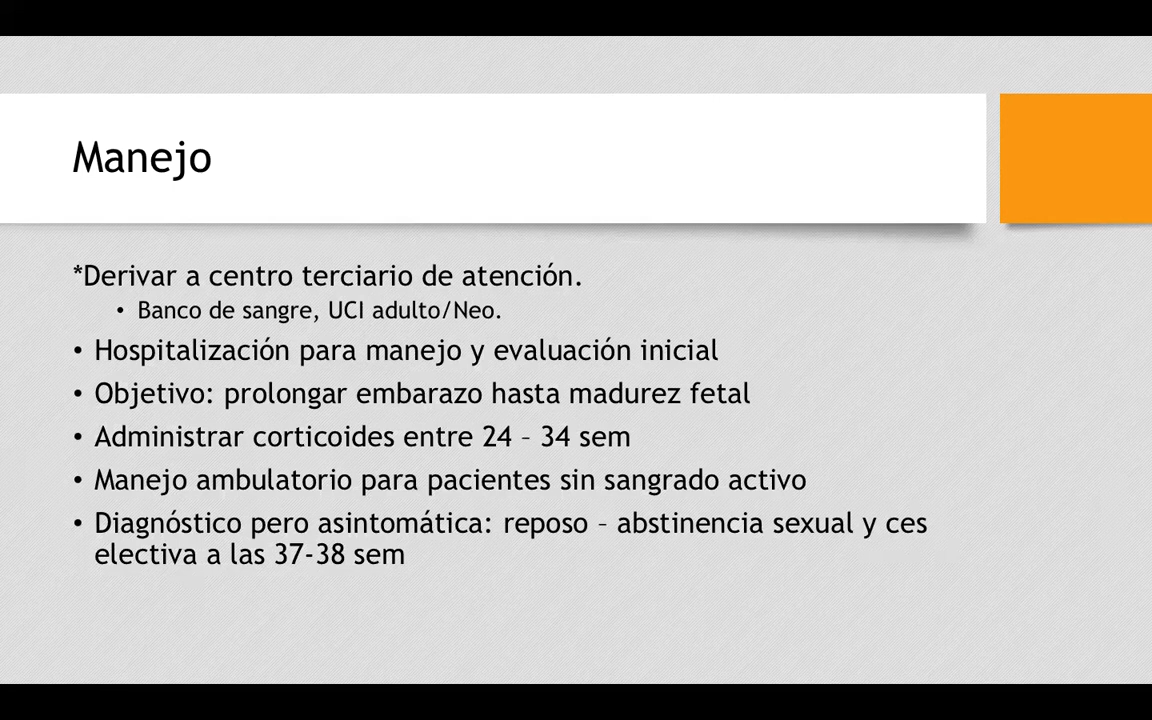 Manejo
*Derivar a centro terciario de atención.
• Banco de sangre, UCI adulto/Neo.
• Hospitalización para manejo y evaluación inicial
• Objetivo: prolongar embarazo hasta madurez fetal
• Administrar corticoides entre 24 – 34 sem
• Manejo ambulatorio para pacientes sin sangrado activo
• Diagnóstico pero asintomática: reposo – abstinencia sexual y ces
electiva a las 37-38 sem